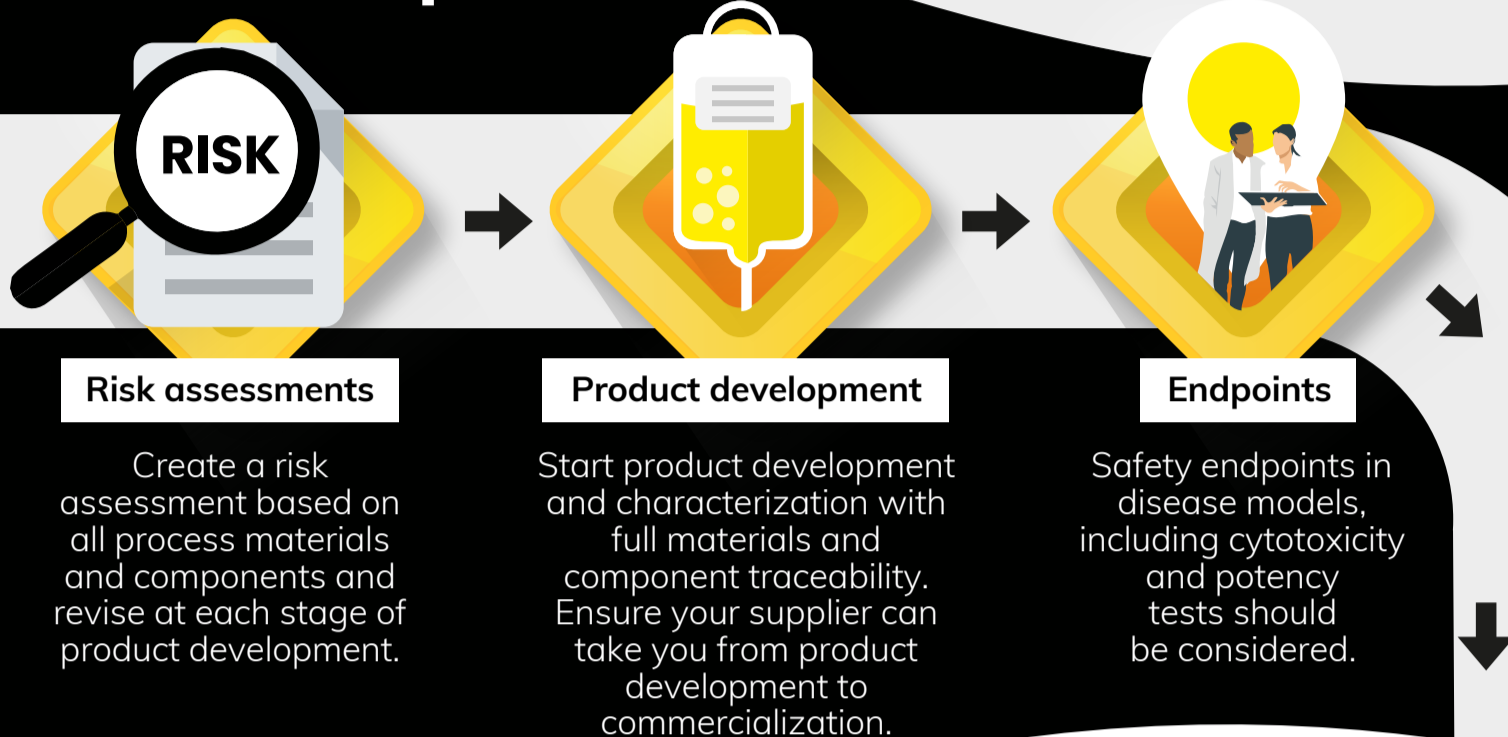 RISK
Risk assessments
Create a risk
assessment based on
all process materials
and components and
revise at each stage of
product development.
Product development
Start product development
and characterization with
full materials and
component traceability.
Ensure your supplier can
take you from product
development to
commercialization.
Endpoints
Safety endpoints in
disease models,
including cytotoxicity
and potency
tests should
be considered.